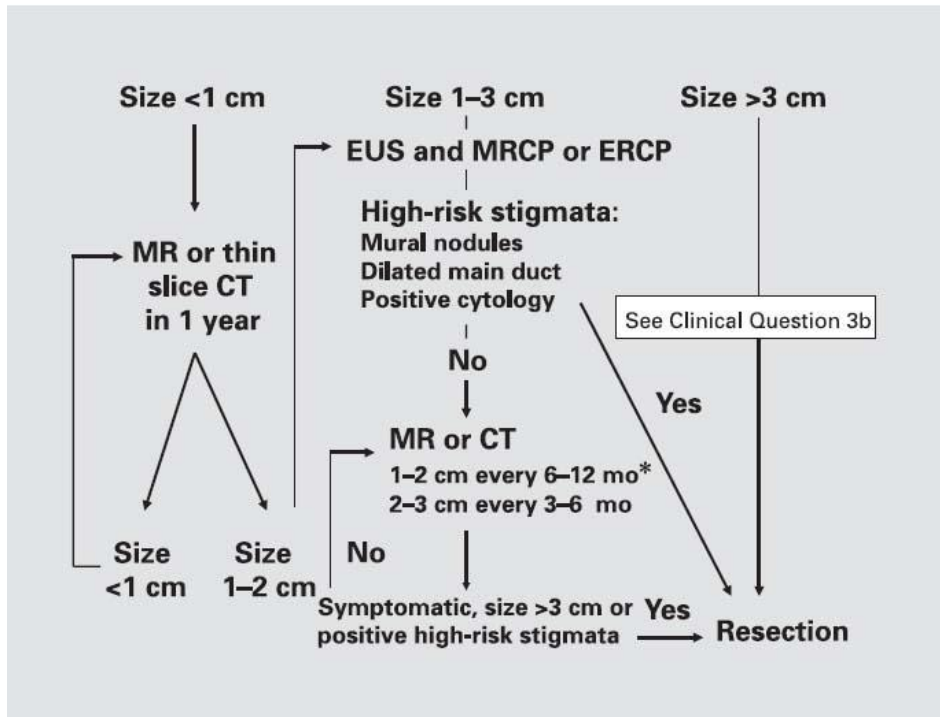 Size <1 cm
Size 1–3 cm
Size >3 cm
EUS and MRCP or ERCP
High-risk stigmata:
Mural nodules
Dilated main duct
Positive cytology
MR or thin
slice CT
in 1 year
See Clinical Question 3b
No
Yes
MR or CT
1–2 cm every 6–12 mo*
2–3 cm every 3–6 mo
Size
<1 cm
Size
1–2 cm
No
Symptomatic, size >3 cm or
positive high-risk stigmata
Yes
Resection